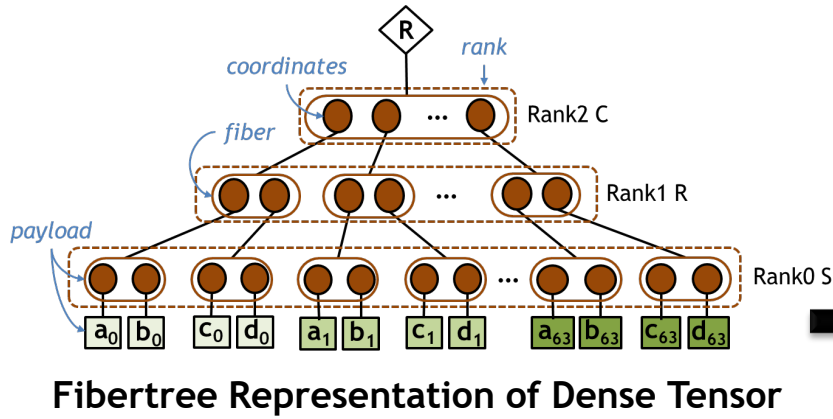 R
rank
coordinates
Rank2 C
fiber
Rank1 R
payload
Rank0 S
a0 b0 c0 d0 a1 b1 c1 d1 a63 b63 c63 d63
Fibertree Representation of Dense Tensor